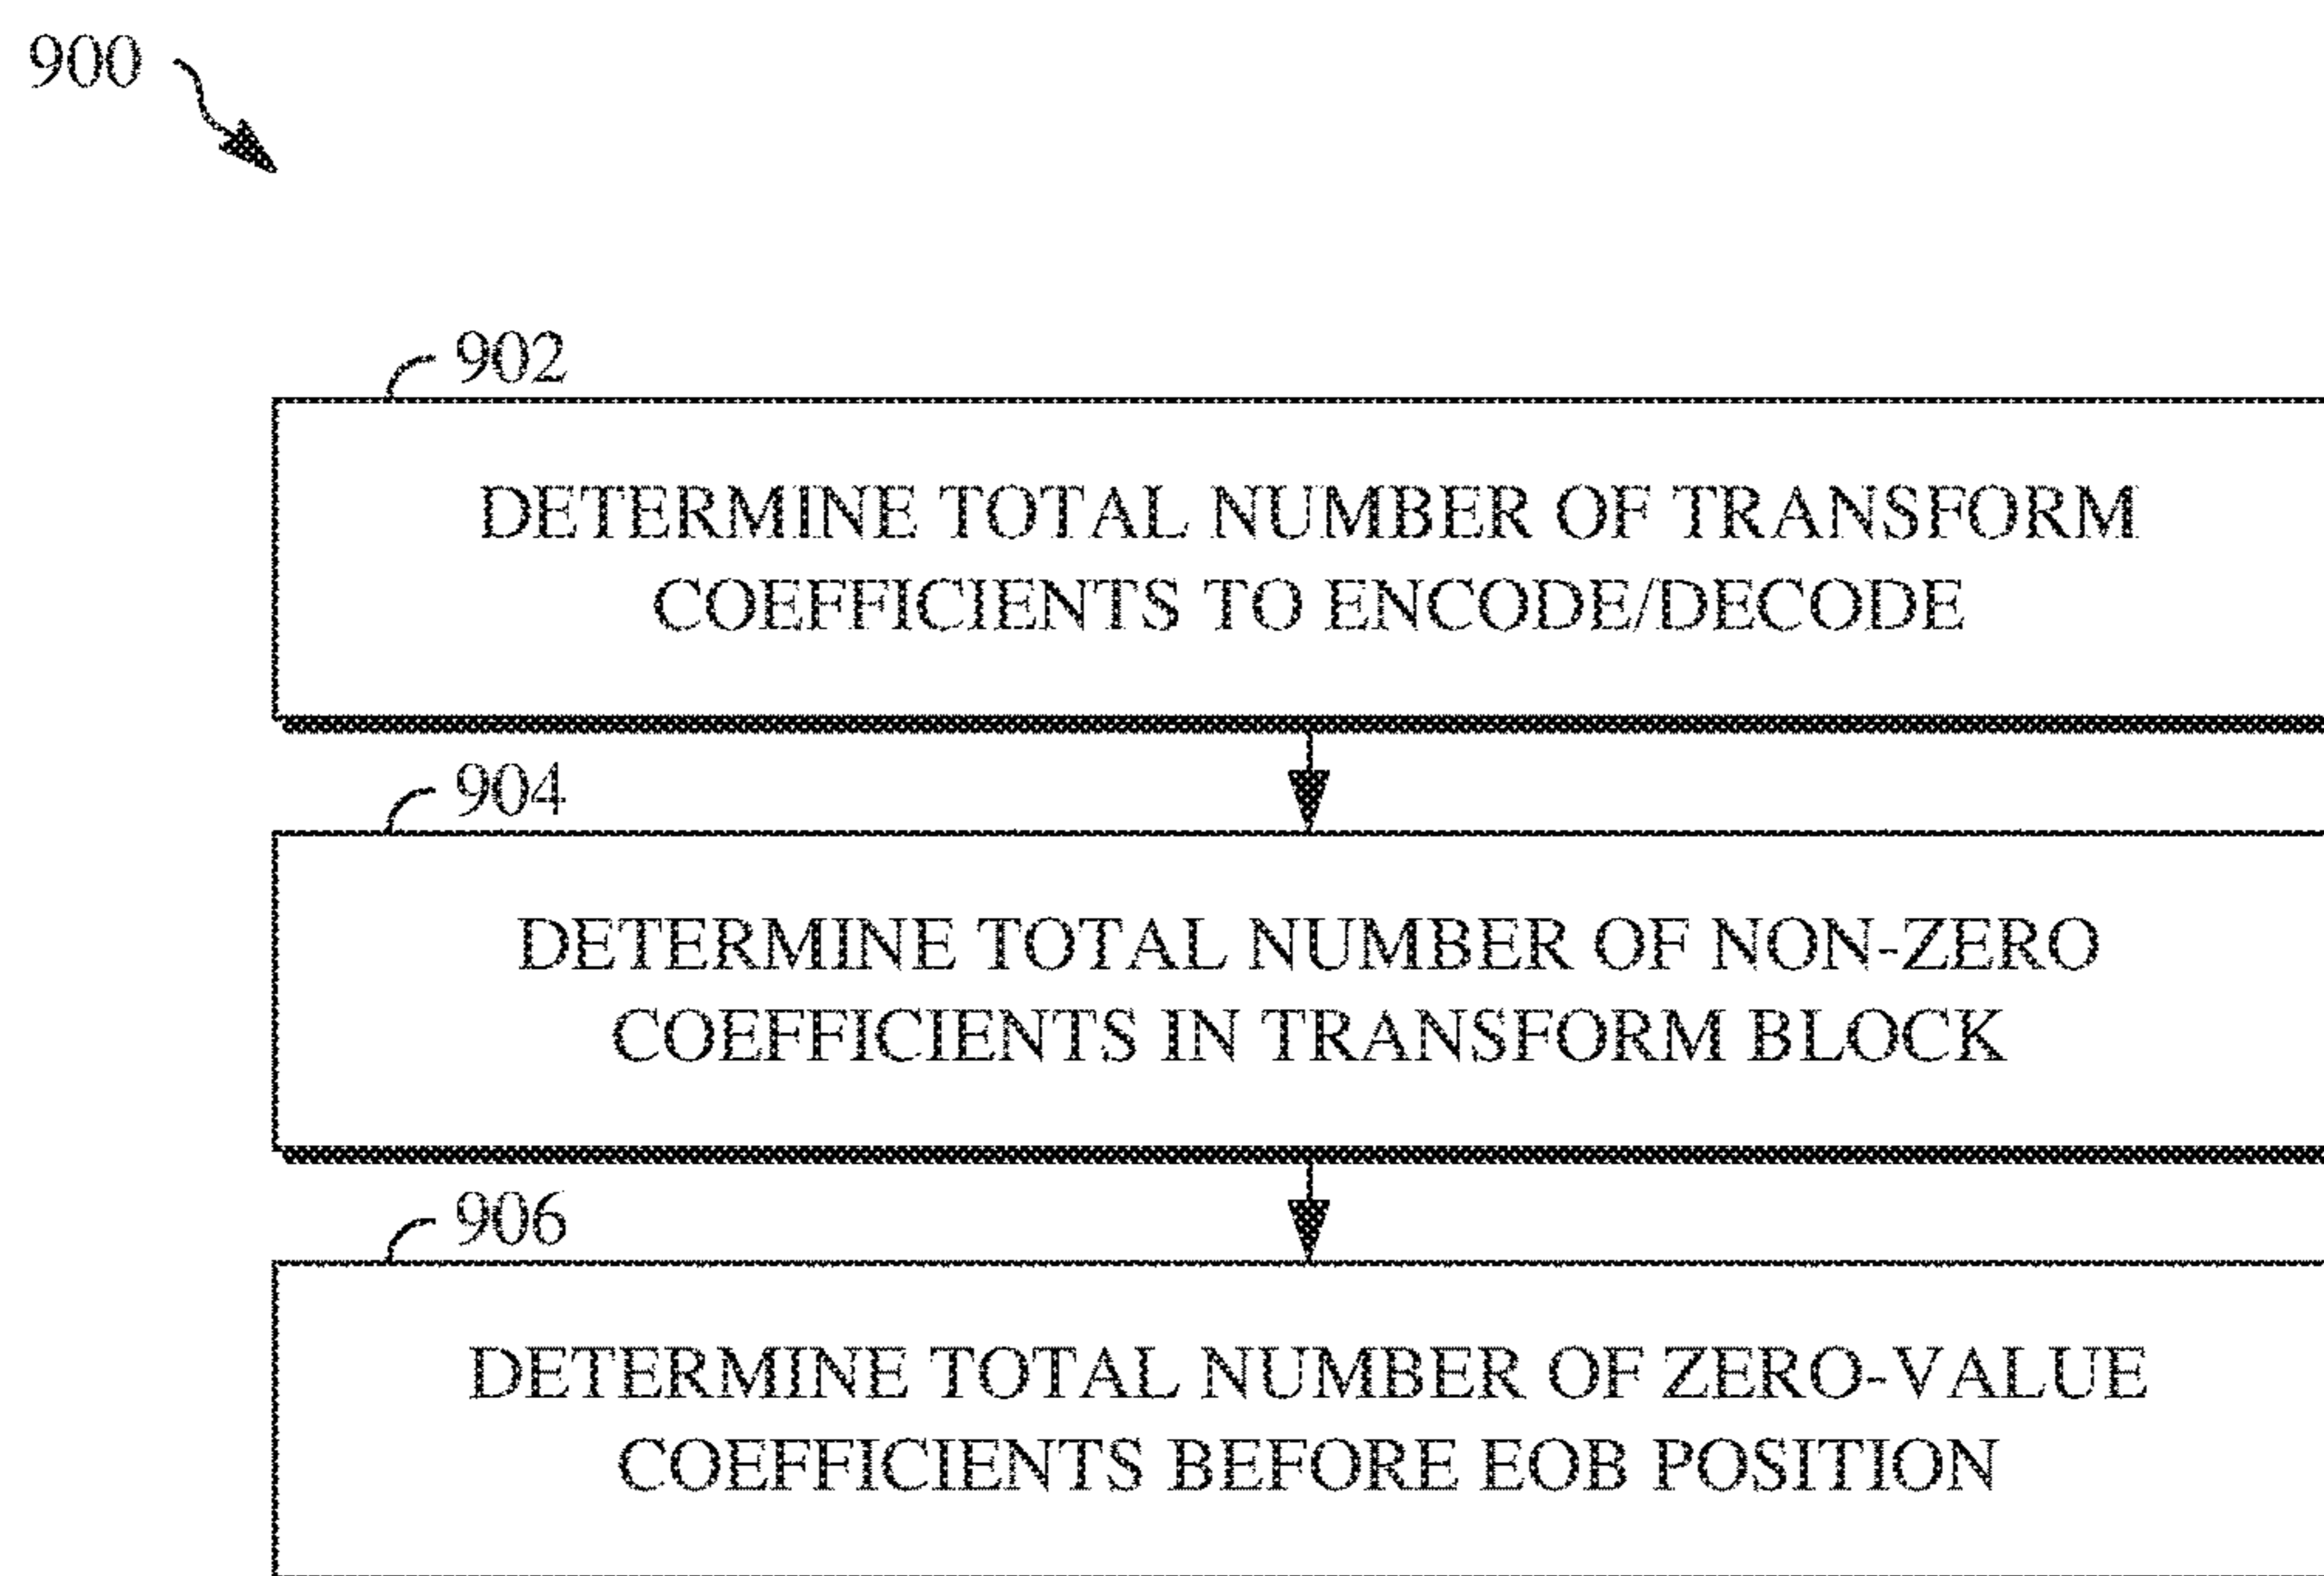 900
902
DETERMINE TOTAL NUMBER OF TRANSFORM
COEFFICIENTS TO ENCODE/DECODE
904
DETERMINE TOTAL NUMBER OF NON-ZERO
COEFFICIENTS IN TRANSFORM BLOCK
906
DETERMINE TOTAL NUMBER OF ZERO-VALUE
COEFFICIENTS BEFORE EOB POSITION